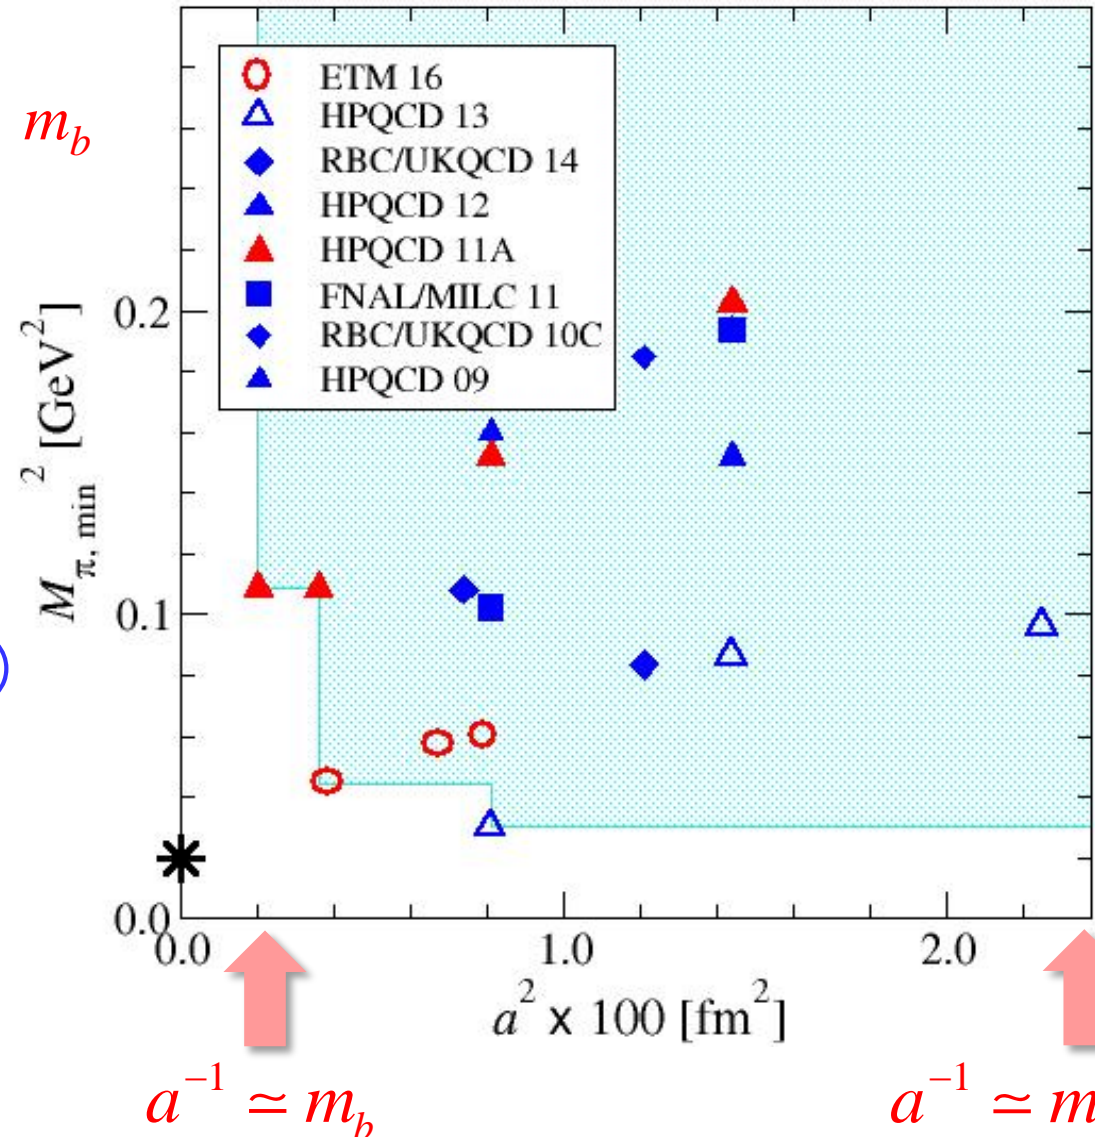 m_b
ETM 16
HPQCD 13
RBC/UKQCD 14
HPQCD 12
HPQCD 11A
FNAL/MILC 11
RBC/UKQCD 10C
HPQCD 09
M_{π, min}^2 [GeV^2]
0.2
0.1
)
0.0
0.0 1.0 2.0
a^2 x 100 [fm^2]
a^{-1} ≃ m_b
a^{-1} ≃ m